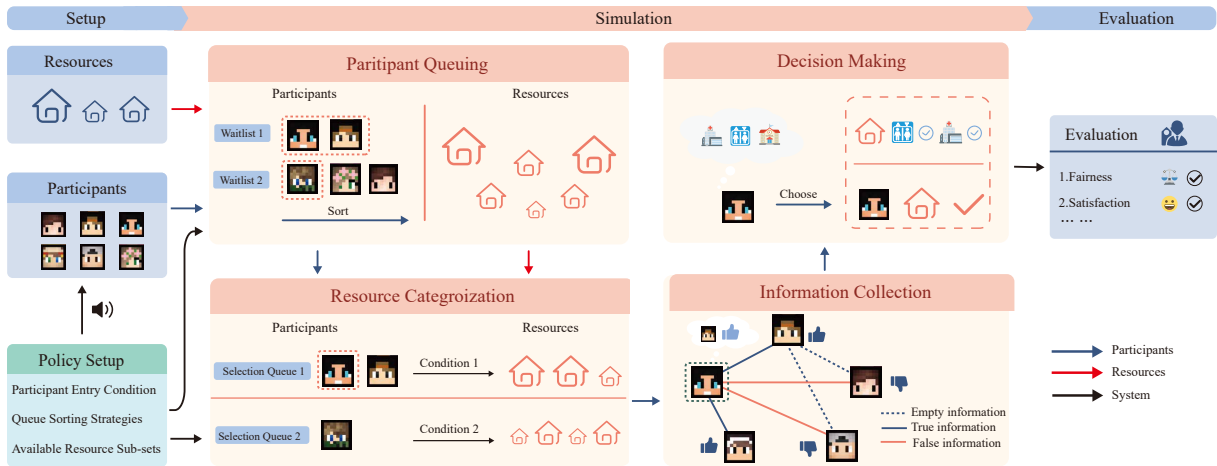 Setup
Simulation
Evaluation
Resources
Participants
Policy Setup
Participant Entry Condition
Queue Sorting Strategies
Available Resource Sub-sets
Paritipant Queuing
Participants
Resources
Waitlist 1
Waitlist 2
Sort
Resource Categroization
Participants
Resources
Selection Queue 1
Condition 1
Selection Queue 2
Condition 2
Decision Making
Choose
Information Collection
Empty information
True information
False information
Evaluation
1.Fairness
2.Satisfaction
... ...
Participants
Resources
System